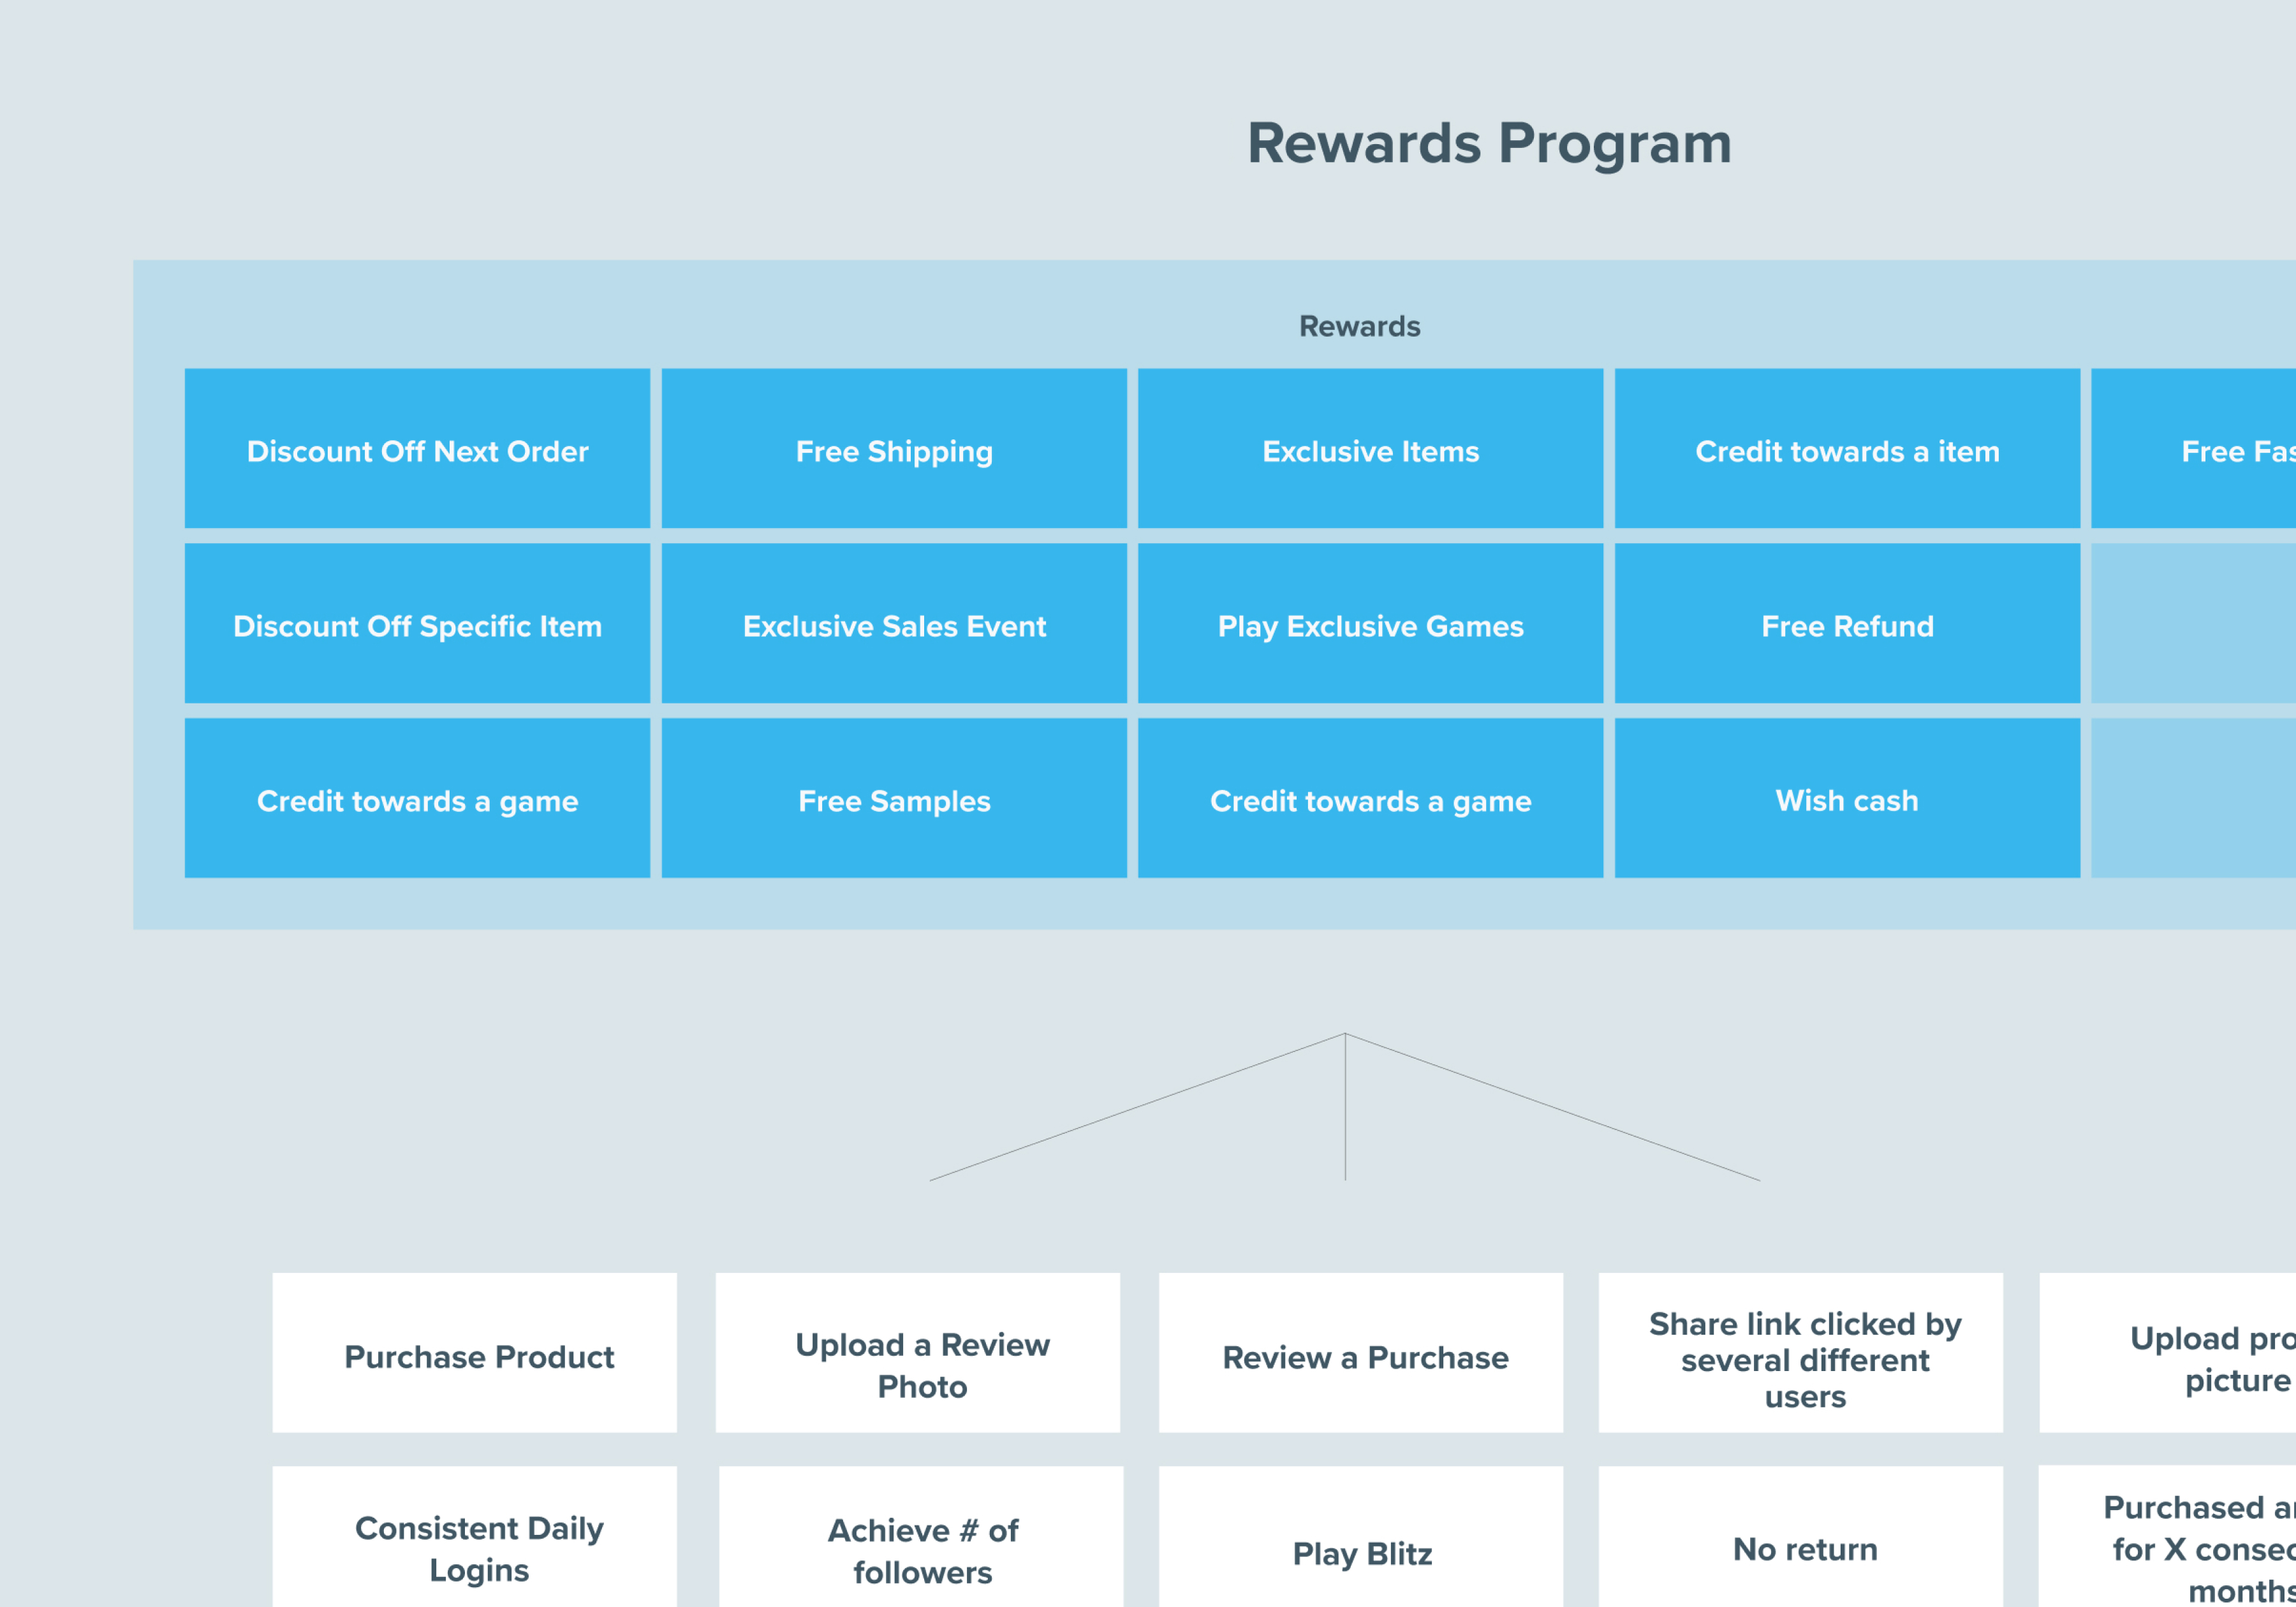 Rewards Program
Rewards
Discount Off Next Order
Free Shipping
Exclusive Items
Credit towards a item
Free
Discount Off Specific Item
Exclusive Sales Event
Play Exclusive Games
Free Refund
Credit towards a game
Free Samples
Credit towards a game
Wish cash
Purchase Product
Upload a Review
Photo
Review a Purchase
Share link clicked by
several different
users
Upload
picture
Consistent Daily
Logins
Achieve # of
followers
Play Blitz
No return
Purchased
for X
months